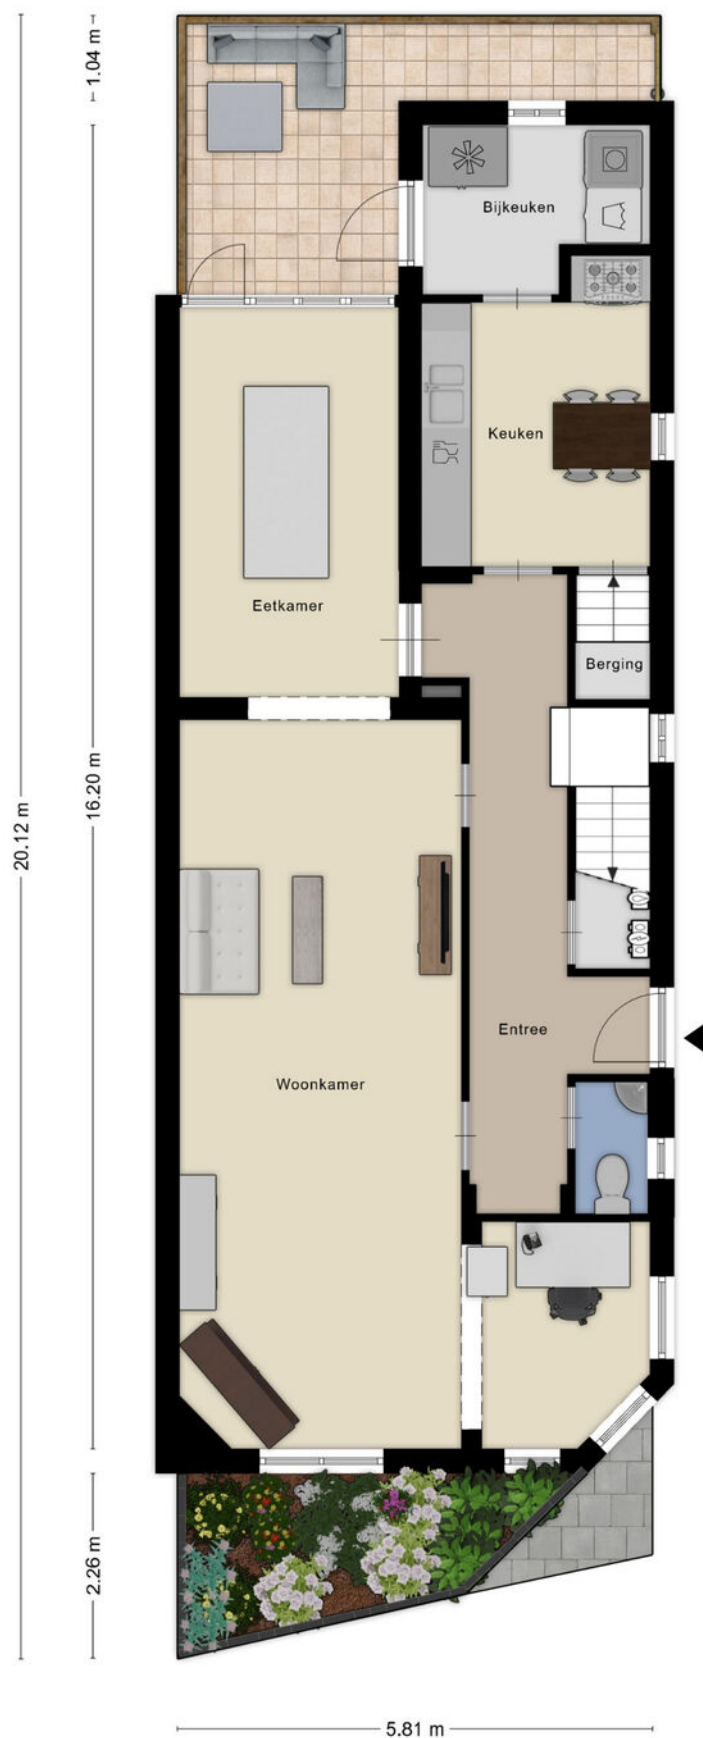 1.04 m
Bijkeuken
Keuken
Eetkamer
Berging
16.20 m
20.12 m
Entree
Woonkamer
2.26 m
5.81 m